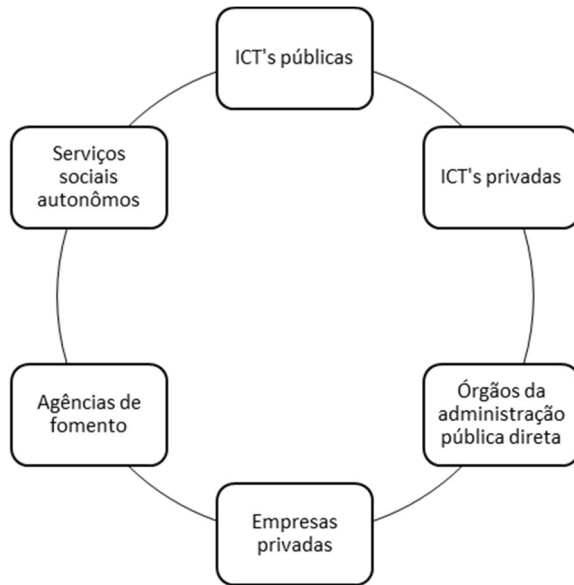 ICT's públicas
ICT's privadas
Órgãos da
administração
pública direta
Empresas
privadas
Agências de
fomento
Serviços
sociais
autonômos